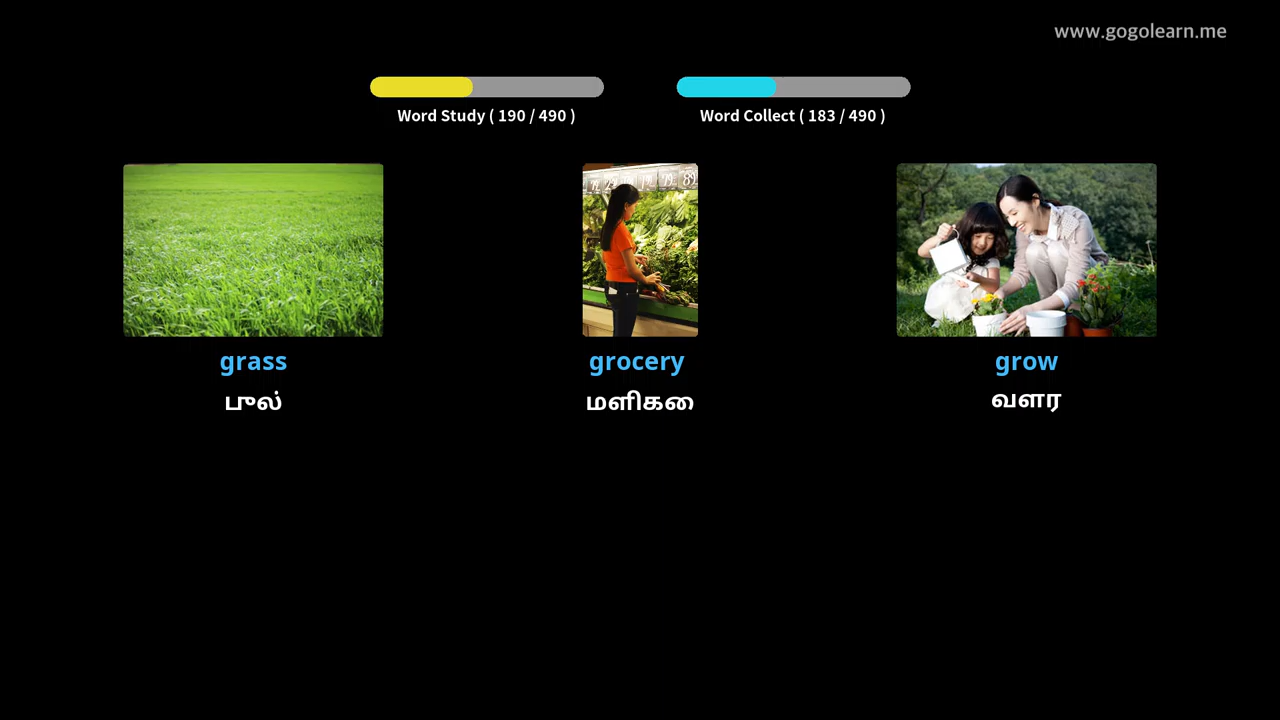 www.gogolearn.me
Word Study ( 190 / 490 )
Word Collect ( 183 / 490 )
grass
grocery
grow
புல்
மளிகை
வளர